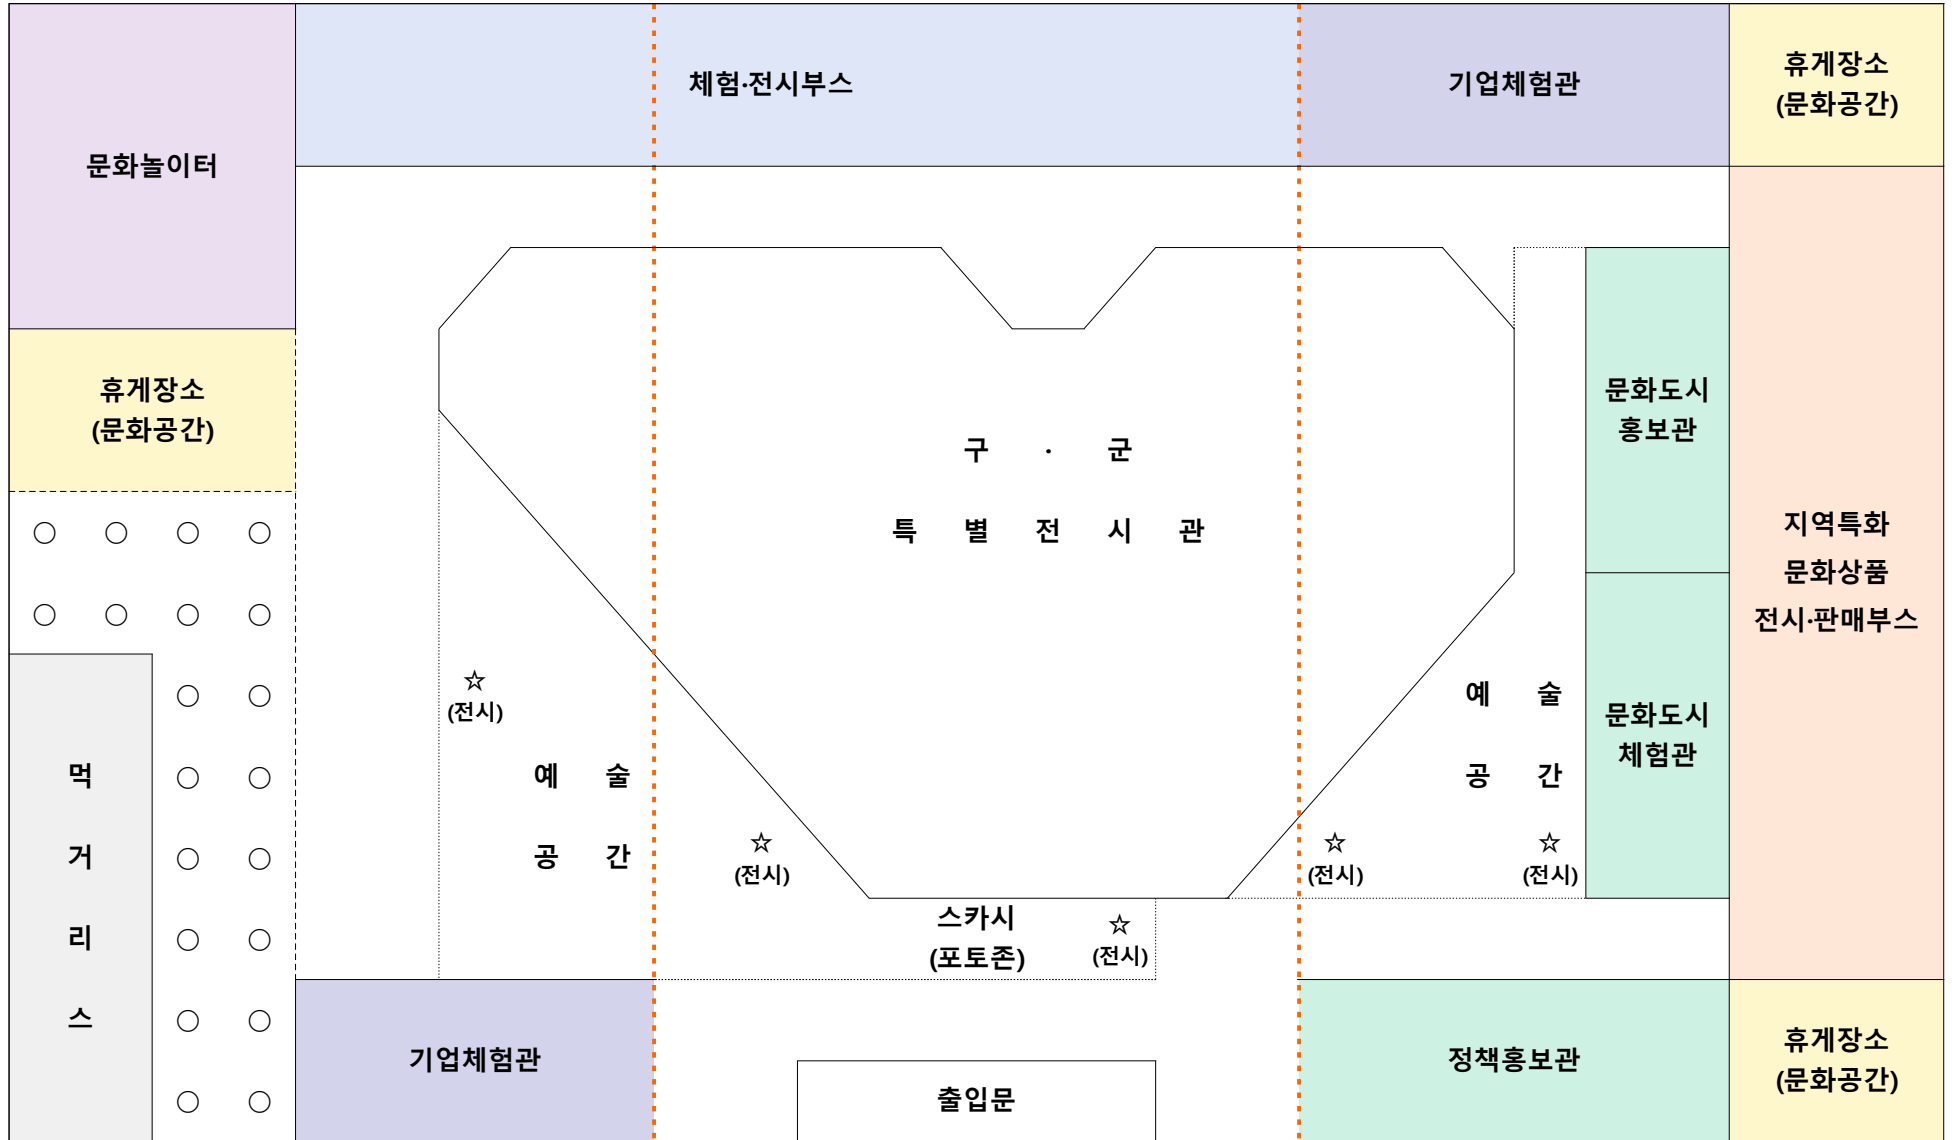 체험·전시부스
기업체험관
휴게장소
(문화공간)
문화놀이터
휴게장소
(문화공간)
구 · 군
특 별 전 시 관
문화도시
홍보관
지역특화
문화상품
전시·판매부스
☆
(전시)
예 술
공 간
☆
(전시)
예 술
공 간
☆
(전시)
☆
(전시)
문화도시
체험관
먹
거
리
스
스카시
(포토존)
☆
(전시)
기업체험관
출입문
정책홍보관
휴게장소
(문화공간)